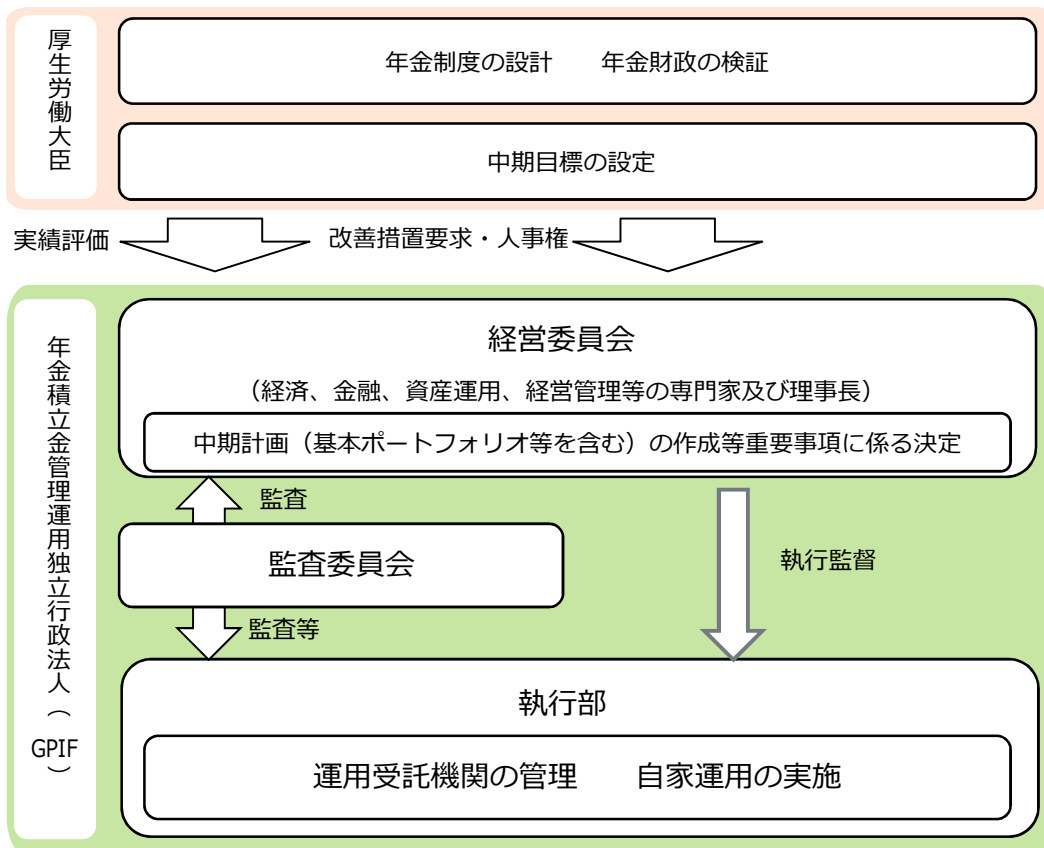 厚生労働大臣
年金制度の設計　　年金財政の検証
中期目標の設定
実績評価
改善措置要求・人事権
年金積立金管理運用独立行政法人（GPIF）
経営委員会
（経済、金融、資産運用、経営管理等の専門家及び理事長）
中期計画（基本ポートフォリオ等を含む）の作成等重要事項に係る決定
監査
監査委員会
執行監督
監査等
執行部
運用受託機関の管理　　自家運用の実施